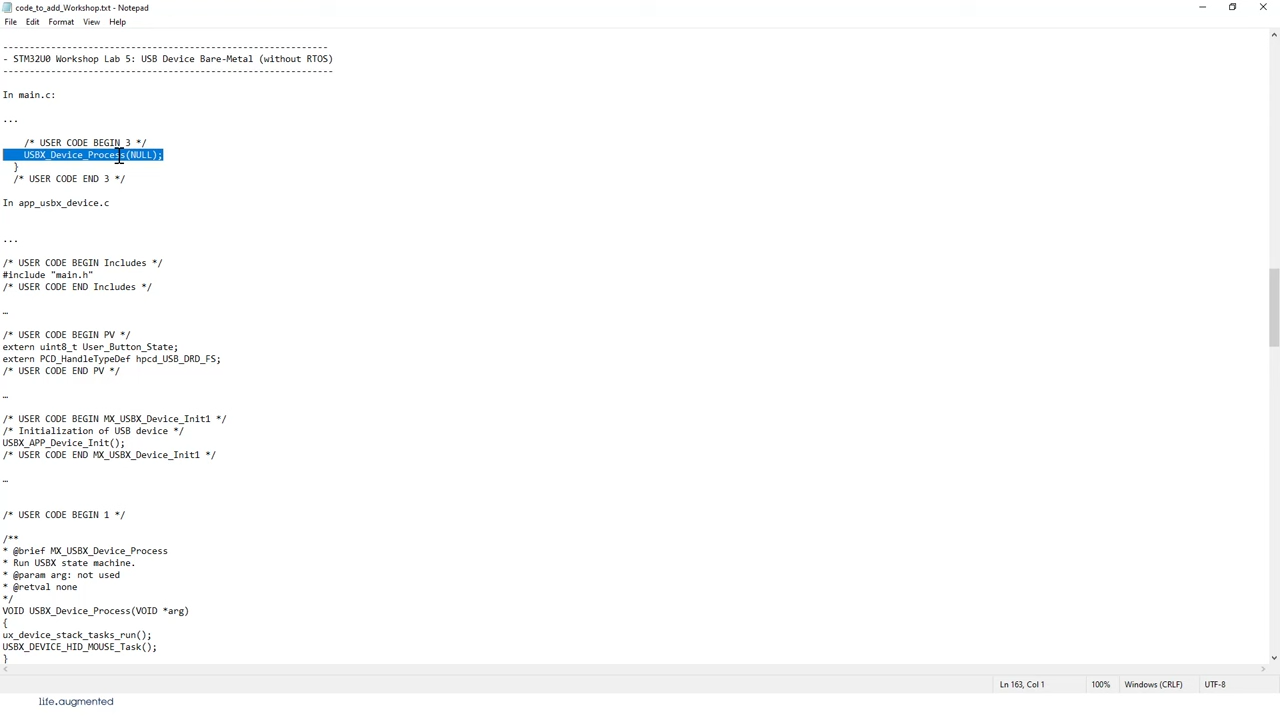 code_to_add_Workshop.txt - Notepad
File Edit Format View Help
--------------------------------------------------------------
- STM32U0 Workshop Lab 5: USB Device Bare-Metal (without RTOS)
---------------------------------------------------------------
In main.c:
...
/* USER CODE BEGIN 3 */
USBX_Device_Process(NULL);
}
/* USER CODE END 3 */
In app_usbx_device.c
...
/* USER CODE BEGIN Includes */
#include "main.h"
/* USER CODE END Includes */
…
/* USER CODE BEGIN PV */
extern uint8_t User_Button_State;
extern PCD_HandleTypeDef hpcd_USB_DRD_FS;
/* USER CODE END PV */
…
/* USER CODE BEGIN MX_USBX_Device_Init1 */
/* Initialization of USB device */
USBX_APP_Device_Init();
/* USER CODE END MX_USBX_Device_Init1 */
…
/* USER CODE BEGIN 1 */
/**
* @brief MX_USBX_Device_Process
* Run USBX state machine.
* @param arg: not used
* @retval none
*/
VOID USBX_Device_Process(VOID *arg)
{
ux_device_stack_tasks_run();
USBX_DEVICE_HID_MOUSE_Task();
}
Ln 163, Col 1 100% Windows (CRLF) UTF-8
life.augmented